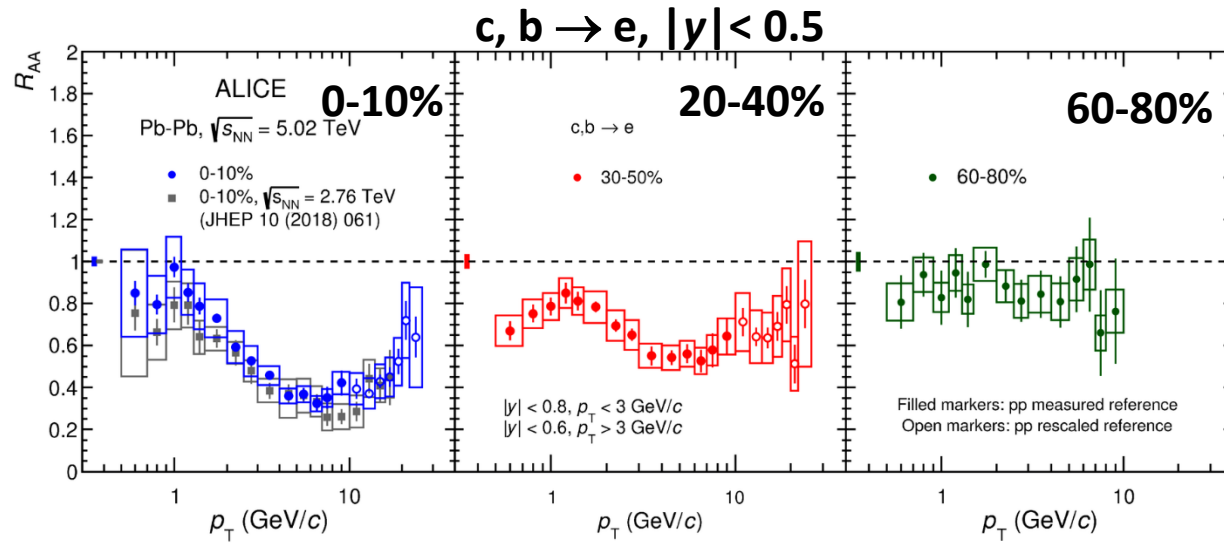 c, b → e, |y|< 0.5
R_AA
2
1.8
1.6
1.4
1.2
1
0.8
0.6
0.4
0.2
0
ALICE
0-10%
Pb-Pb, √s_NN = 5.02 TeV
0-10%
0-10%, √s_NN = 2.76 TeV
(JHEP 10 (2018) 061)
1
10
p_T (GeV/c)
20-40%
c,b → e
30-50%
|y| < 0.8, p_T < 3 GeV/c
|y| < 0.6, p_T > 3 GeV/c
1
10
p_T (GeV/c)
60-80%
60-80%
Filled markers: pp measured reference
Open markers: pp rescaled reference
1
10
p_T (GeV/c)